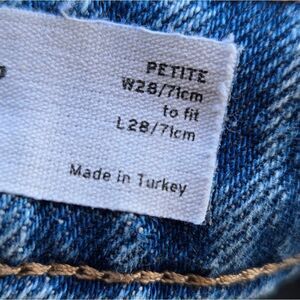 PETITE
W28/71cm
to fit
L28/71cm
Made in Turkey